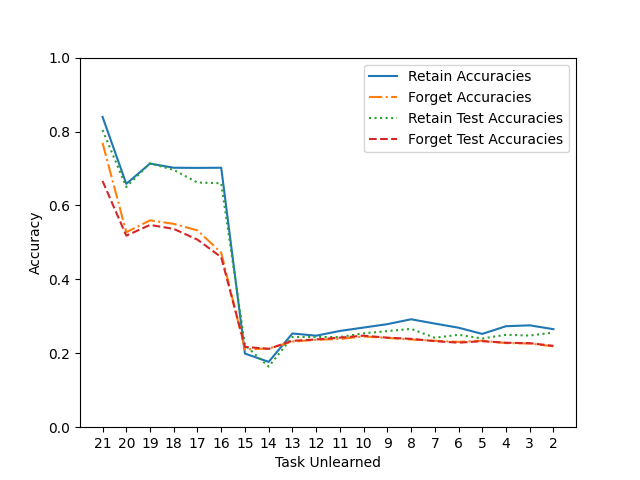 1.0
0.8
0.6
0.4
0.2
0.0
Accuracy
Retain Accuracies
Forget Accuracies
Retain Test Accuracies
Forget Test Accuracies
21 20 19 18 17 16 15 14 13 12 11 10 9 8 7 6 5 4 3 2
Task Unlearned